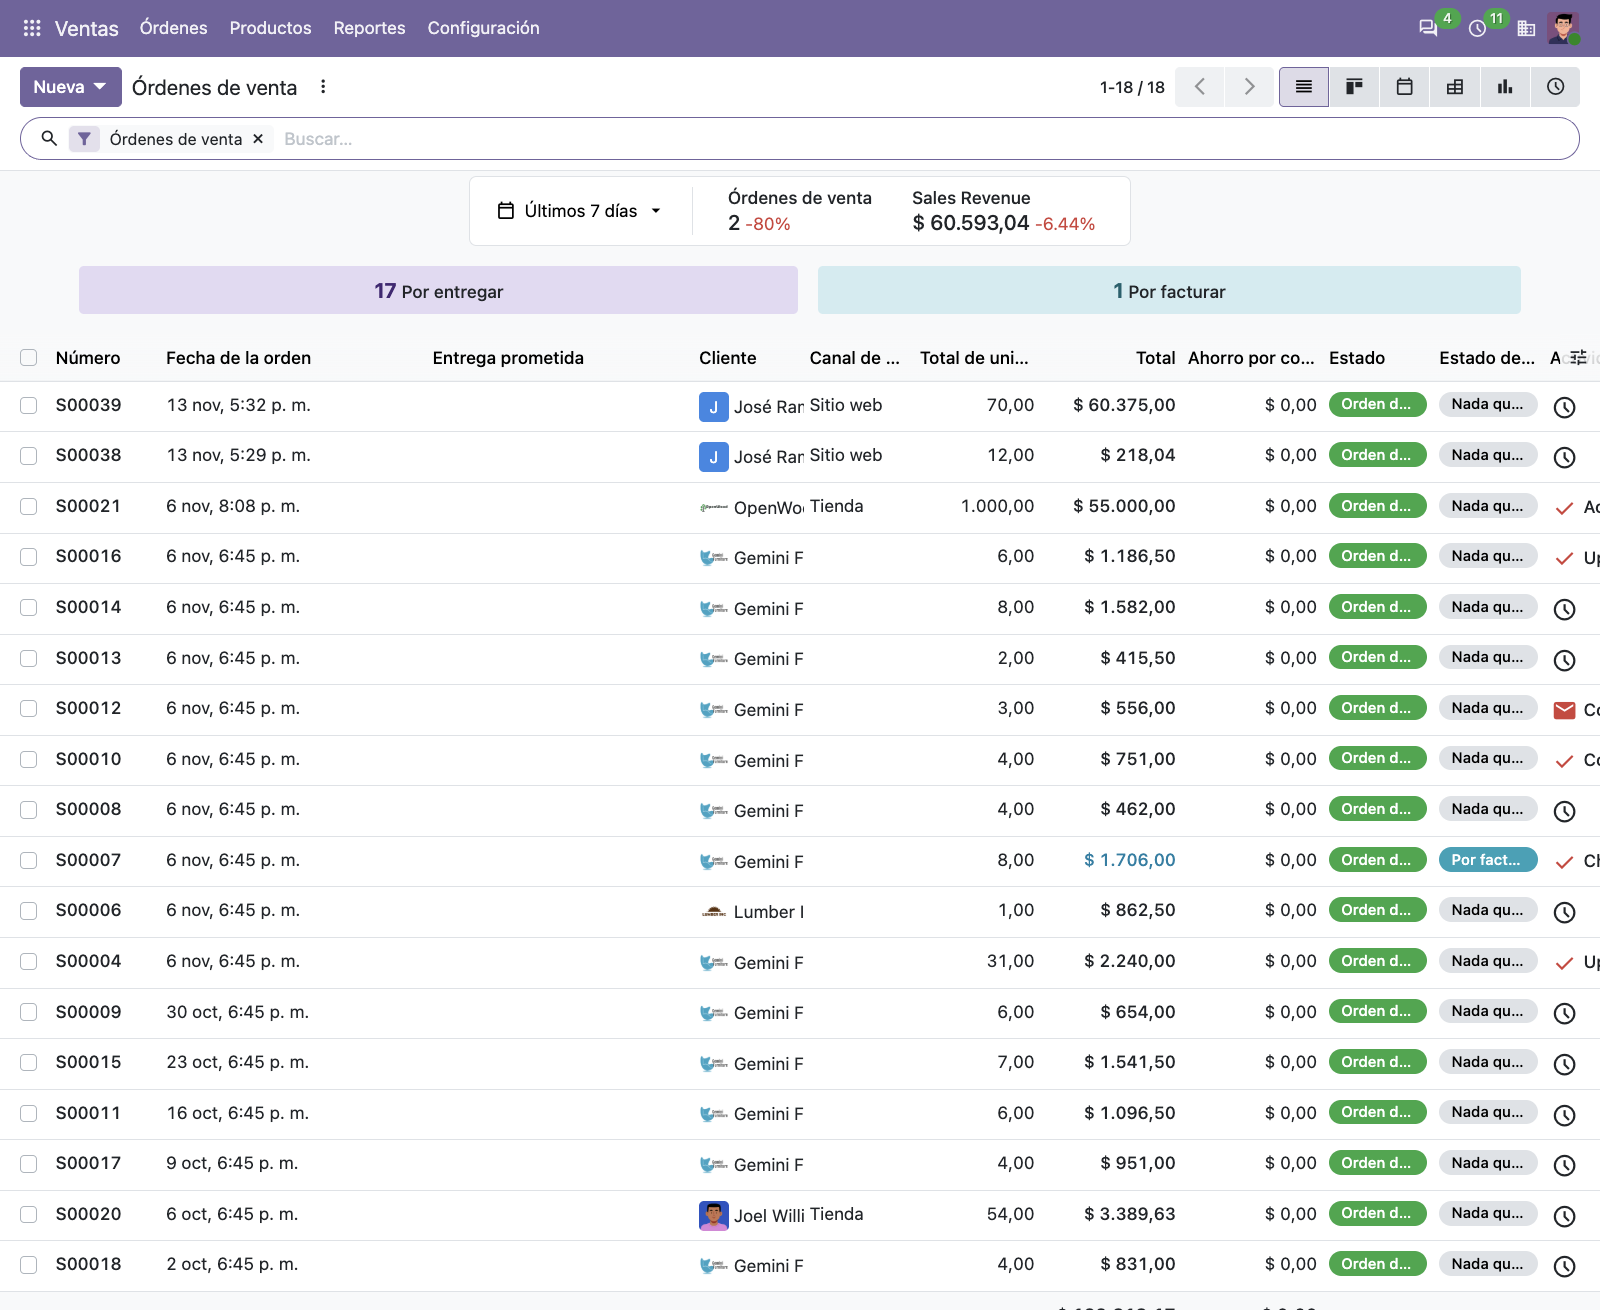 Ventas Órdenes Productos Reportes Configuración 4 11
Nueva Órdenes de venta 1-18 / 18
Órdenes de venta Buscar...
Últimos 7 días Órdenes de venta Sales Revenue
2 -80% $ 60.593,04 -6.44%
17 Por entregar 1 Por facturar
Número Fecha de la orden Entrega prometida Cliente Canal de ... Total de uni... Total Ahorro por co... Estado Estado de...
S00039 13 nov, 5:32 p. m. J José Ran Sitio web 70,00 $ 60.375,00 $ 0,00 Orden d... Nada qu...
S00038 13 nov, 5:29 p. m. J José Ran Sitio web 12,00 $ 218,04 $ 0,00 Orden d... Nada qu...
S00021 6 nov, 8:08 p. m. OpenWoo Tienda 1.000,00 $ 55.000,00 $ 0,00 Orden d... Nada qu... Ac
S00016 6 nov, 6:45 p. m. Gemini F 6,00 $ 1.186,50 $ 0,00 Orden d... Nada qu... Up
S00014 6 nov, 6:45 p. m. Gemini F 8,00 $ 1.582,00 $ 0,00 Orden d... Nada qu...
S00013 6 nov, 6:45 p. m. Gemini F 2,00 $ 415,50 $ 0,00 Orden d... Nada qu...
S00012 6 nov, 6:45 p. m. Gemini F 3,00 $ 556,00 $ 0,00 Orden d... Nada qu... Co
S00010 6 nov, 6:45 p. m. Gemini F 4,00 $ 751,00 $ 0,00 Orden d... Nada qu... Co
S00008 6 nov, 6:45 p. m. Gemini F 4,00 $ 462,00 $ 0,00 Orden d... Nada qu...
S00007 6 nov, 6:45 p. m. Gemini F 8,00 $ 1.706,00 $ 0,00 Orden d... Por fact... Ch
S00006 6 nov, 6:45 p. m. Lumber I 1,00 $ 862,50 $ 0,00 Orden d... Nada qu...
S00004 6 nov, 6:45 p. m. Gemini F 31,00 $ 2.240,00 $ 0,00 Orden d... Nada qu... Up
S00009 30 oct, 6:45 p. m. Gemini F 6,00 $ 654,00 $ 0,00 Orden d... Nada qu...
S00015 23 oct, 6:45 p. m. Gemini F 7,00 $ 1.541,50 $ 0,00 Orden d... Nada qu...
S00011 16 oct, 6:45 p. m. Gemini F 6,00 $ 1.096,50 $ 0,00 Orden d... Nada qu...
S00017 9 oct, 6:45 p. m. Gemini F 4,00 $ 951,00 $ 0,00 Orden d... Nada qu...
S00020 6 oct, 6:45 p. m. Joel Willi Tienda 54,00 $ 3.389,63 $ 0,00 Orden d... Nada qu...
S00018 2 oct, 6:45 p. m. Gemini F 4,00 $ 831,00 $ 0,00 Orden d... Nada qu...